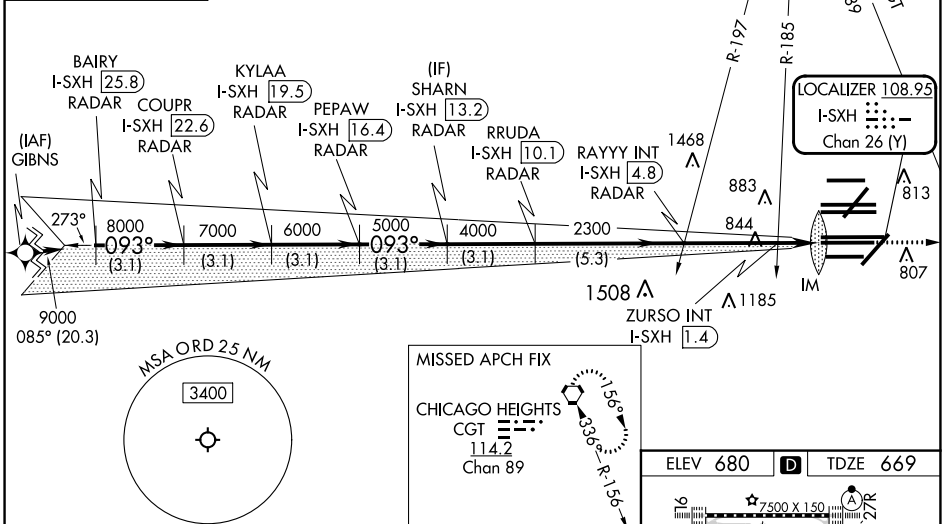 R-197
R-185
BAIRY
I-SXH 25.8
RADAR
COUPR
I-SXH 22.6
RADAR
KYLAA
I-SXH 19.5
RADAR
PEPAW
I-SXH 16.4
RADAR
(IF)
SHARN
I-SXH 13.2
RADAR
RRUDA
I-SXH 10.1
RADAR
RAYYY INT
I-SXH 4.8
RADAR
LOCALIZER 108.95
I-SXH
Chan 26 (Y)
(IAF)
GIBNS
1468
883
844
813
807
273°
8000
093°
(3.1)
7000
(3.1)
6000
(3.1)
5000
093°
(3.1)
4000
(3.1)
2300
(5.3)
IM
1508
1185
ZURSO INT
I-SXH 1.4
9000
085° (20.3)
MSA ORD 25 NM
3400
MISSED APCH FIX
CHICAGO HEIGHTS
CGT
114.2
Chan 89
156°
336°
R-156
ELEV 680 D TDZE 669
9L
7500 X 150
A
27R